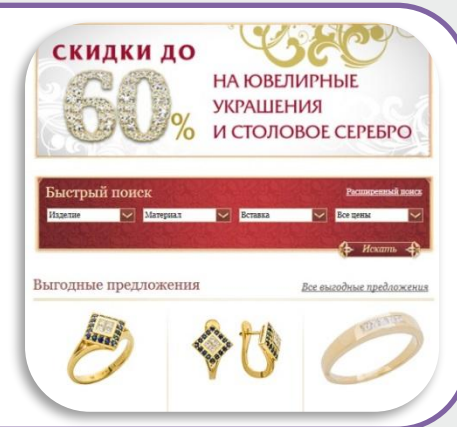 СКИДКИ ДО
60%
НА ЮВЕЛИРНЫЕ
УКРАШЕНИЯ
И СТОЛОВОЕ СЕРЕБРО
Быстрый поиск
Расширенный поиск
Изделие Материал Вставка Все цены
Искать
Выгодные предложения
Все выгодные предложения